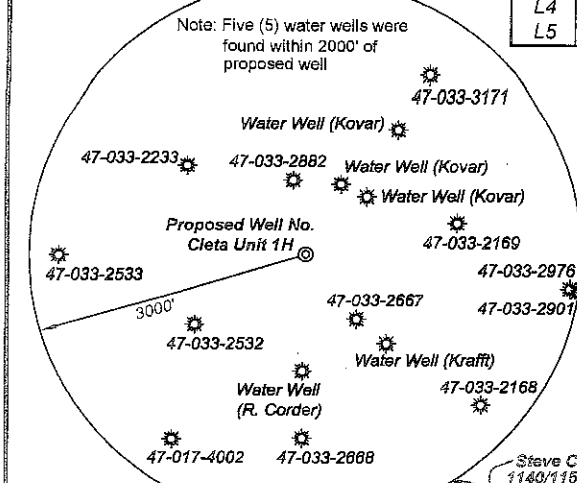 L4
L5
Note: Five (5) water wells were
found within 2000' of
proposed well
47-033-3171
Water Well (Kovar)
47-033-2233
47-033-2882
Water Well (Kovar)
Water Well (Kovar)
Proposed Well No.
Cleta Unit 1H
47-033-2169
47-033-2533
47-033-2976
47-033-2901
3000'
47-033-2667
47-033-2532
Water Well (Krafft)
Water Well
(R. Corder)
47-033-2168
47-017-4002
47-033-2668
Steve C
1140/115